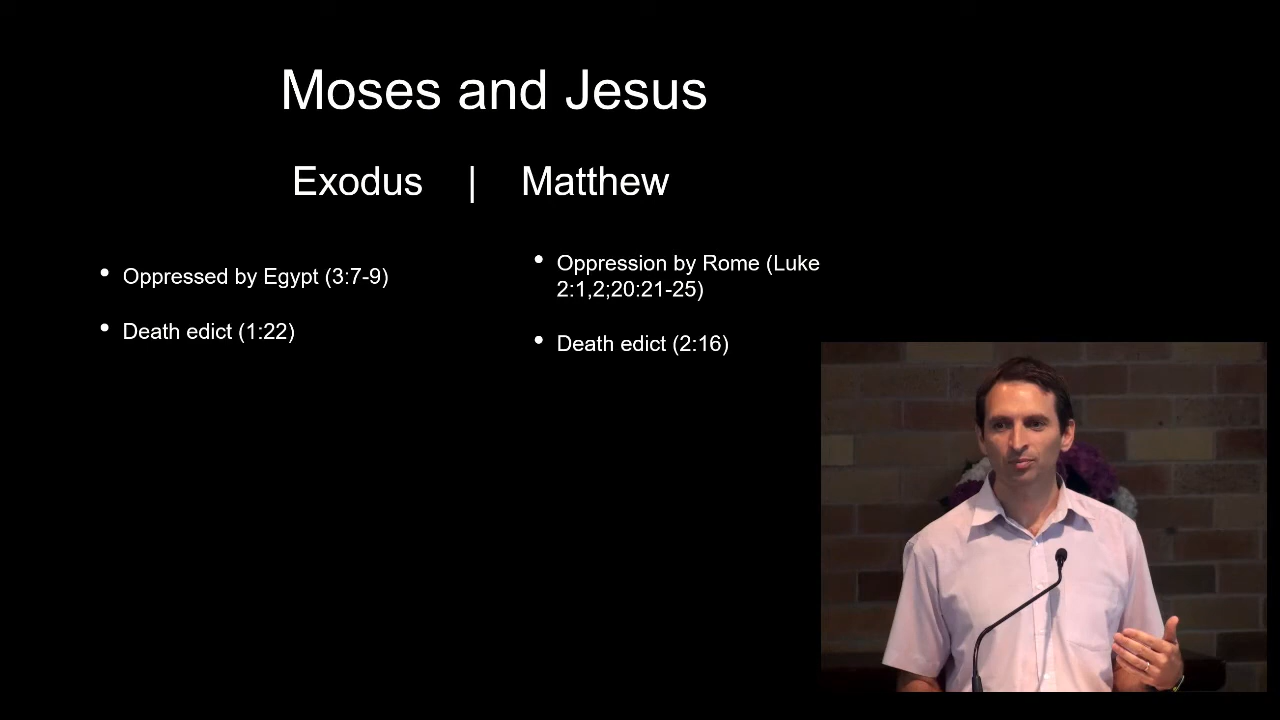 Moses and Jesus
Exodus | Matthew
• Oppressed by Egypt (3:7-9)
• Death edict (1:22)
• Oppression by Rome (Luke
2:1,2;20:21-25)
• Death edict (2:16)